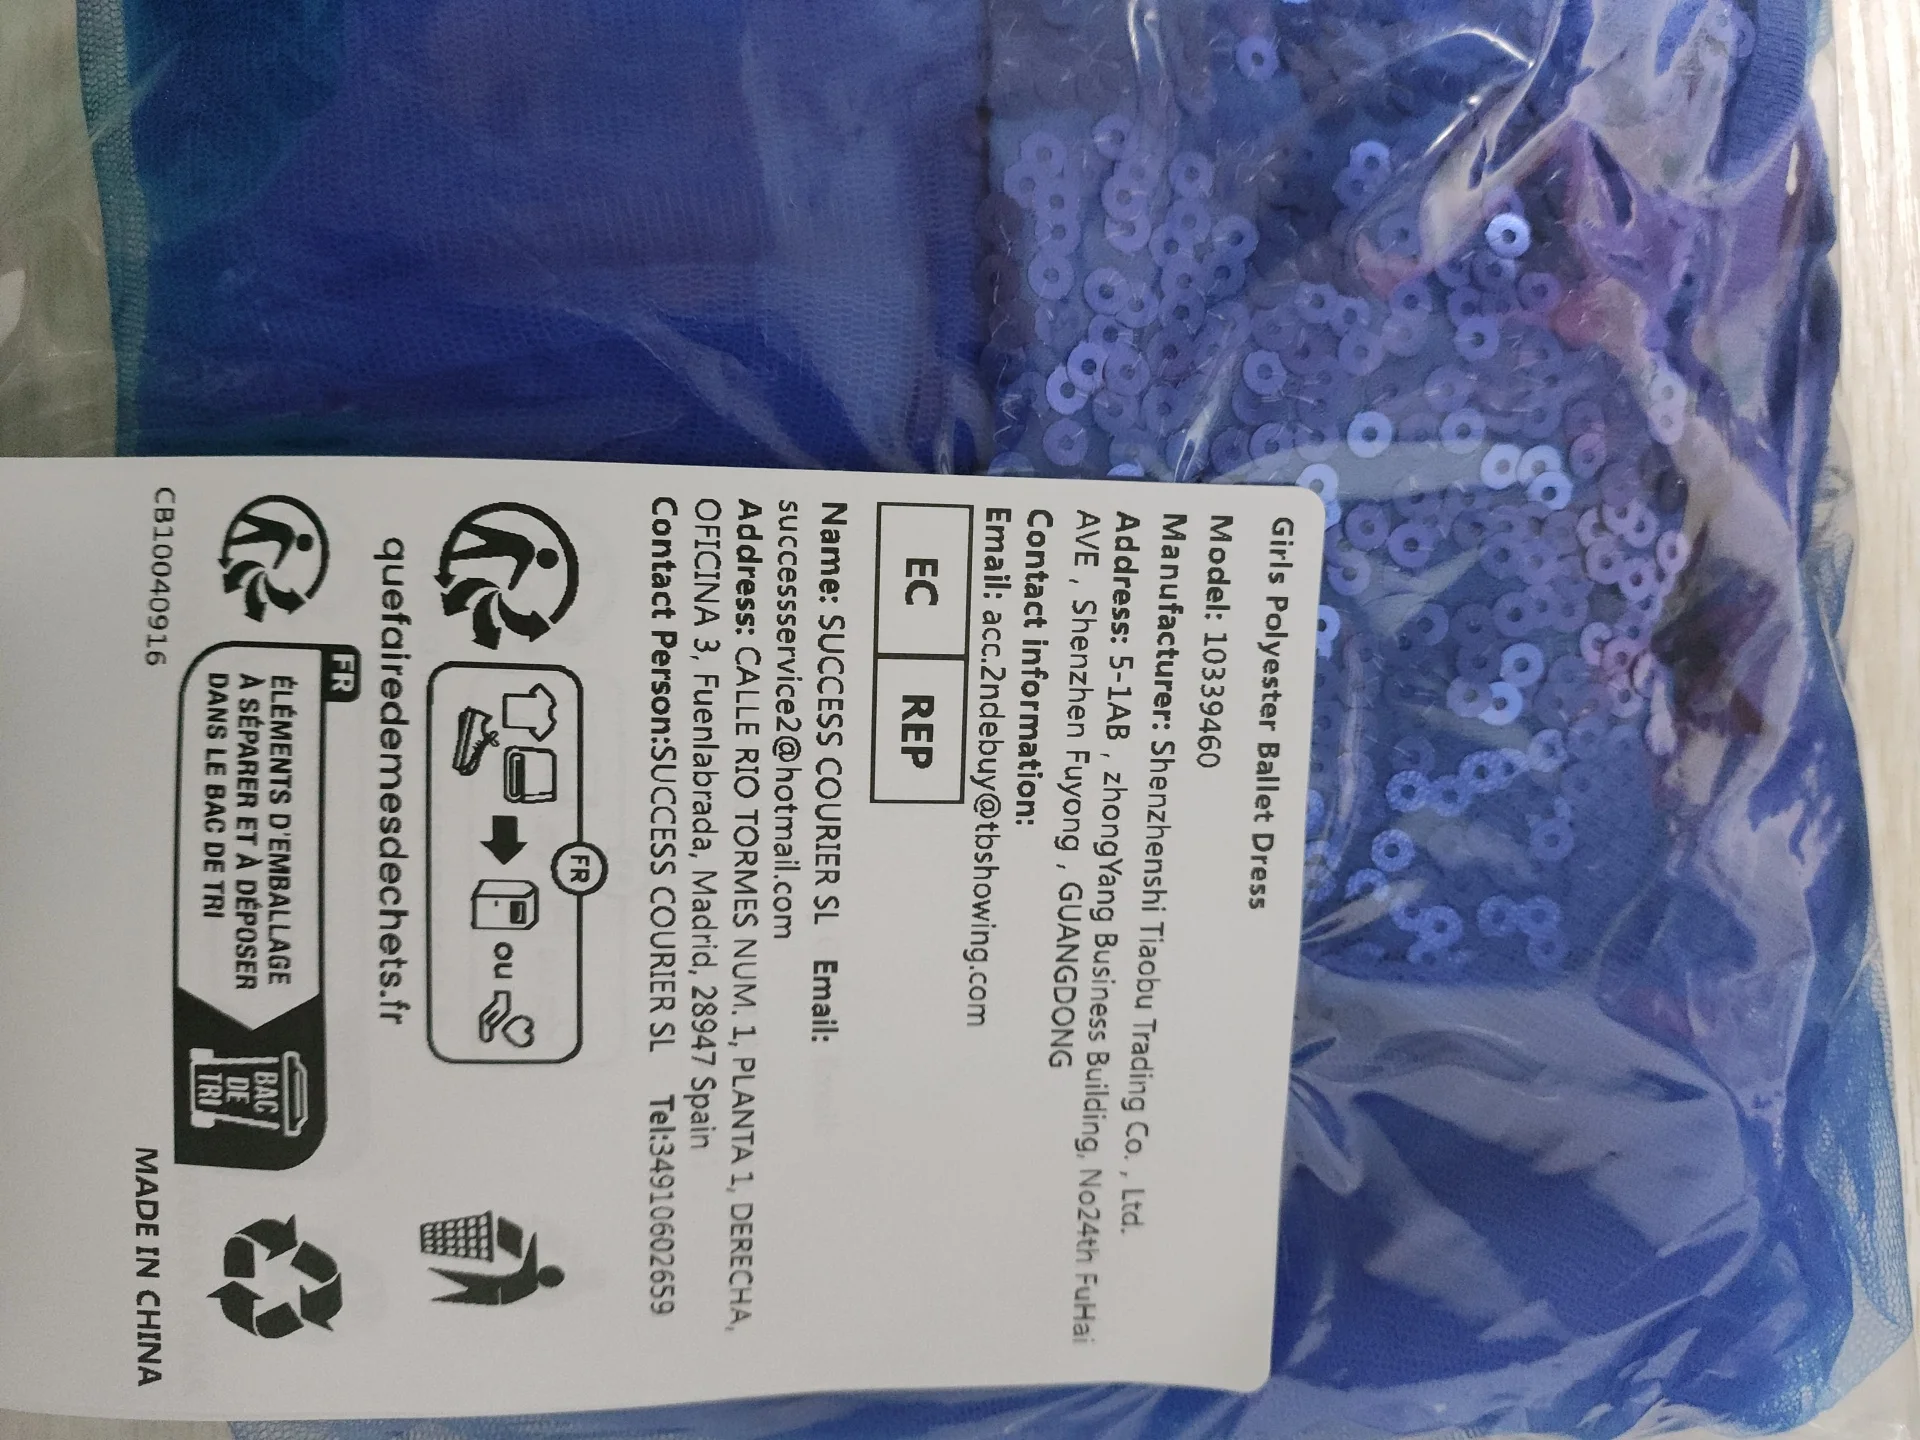 Girls Polyester Ballet Dress
Model: 10339460
Manufacturer: Shenzhenshi Tiaobu Trading Co. , Ltd.
Address: 5-1AB , zhongYang Business Building, No24th FuHai
AVE , Shenzhen Fuyong , GUANGDONG
Contact information:
Email: acc.2ndebuy@tbshowing.com
EC REP
Name: SUCCESS COURIER SL Email:
successservice2@hotmail.com
Address: CALLE RIO TORMES NUM. 1, PLANTA 1, DERECHA,
OFICINA 3, Fuenlabrada, Madrid, 28947 Spain
Contact Person:SUCCESS COURIER SL Tel:34910602659
FR
ou
quefairedemesdechets.fr
FR
ÉLÉMENTS D'EMBALLAGE
À SÉPARER ET À DÉPOSER
DANS LE BAC DE TRI
BAC
DE
TRI
CB10040916
MADE IN CHINA